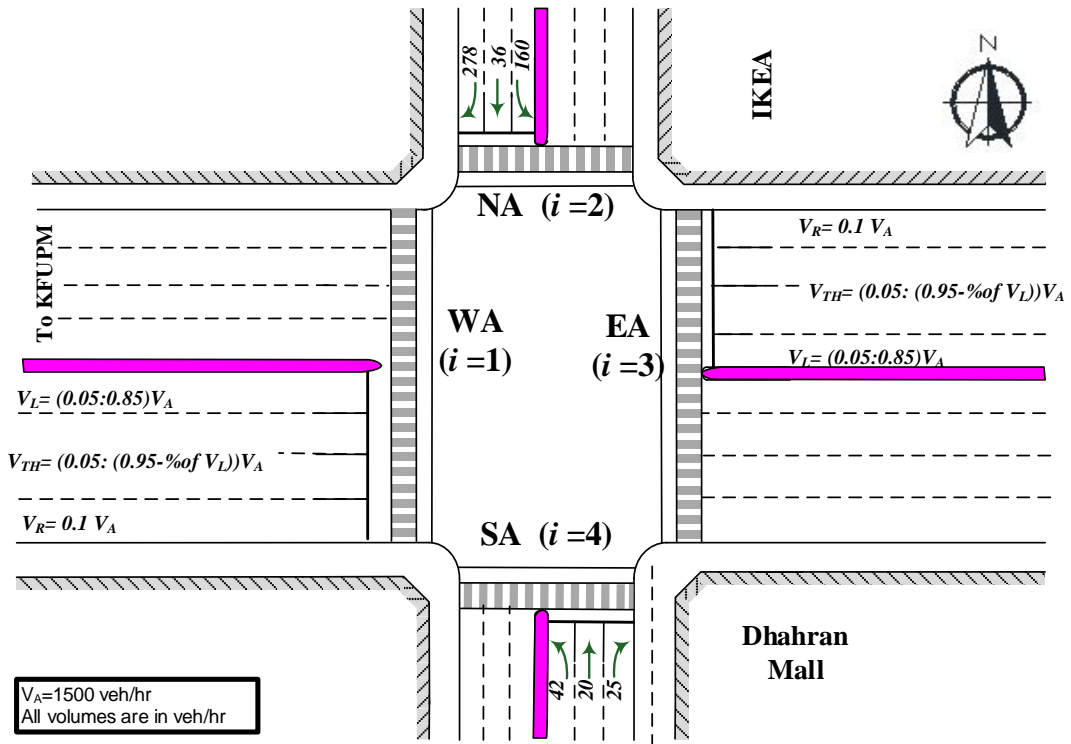 278
36
160
IKEA
N
NA (i =2)
V_R= 0.1 V_A
To KFUPM
V_TH= (0.05: (0.95-%of V_L))V_A
WA
(i =1)
EA
(i =3)
V_L= (0.05:0.85)V_A
V_L= (0.05:0.85)V_A
V_TH= (0.05: (0.95-%of V_L))V_A
V_R= 0.1 V_A
SA (i =4)
Dhahran
Mall
42
20
25
V_A=1500 veh/hr
All volumes are in veh/hr